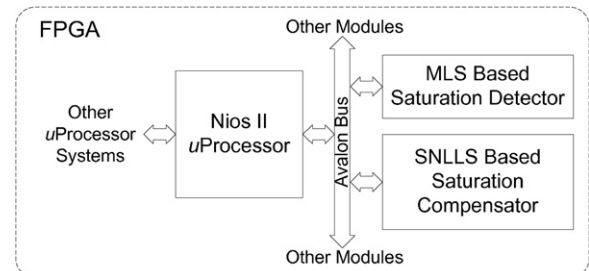 FPGA
Other Modules
Other
uProcessor
Systems
Nios II
uProcessor
Avalon Bus
MLS Based
Saturation Detector
SNLLS Based
Saturation
Compensator
Other Modules